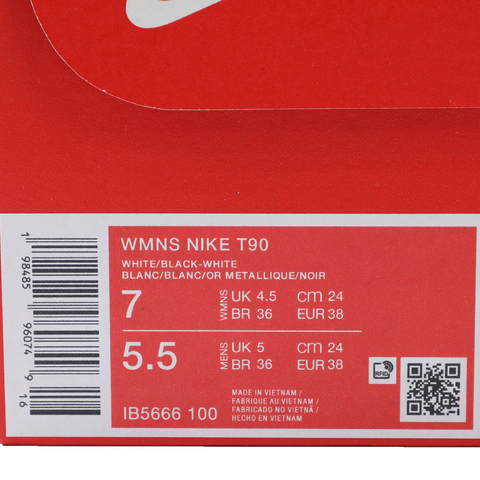 WMNS NIKE T90
WHITE/BLACK-WHITE
BLANC/BLANC/OR METALLIQUE/NOIR
7 WMNS UK 4.5 CM 24
BR 36 EUR 38
5.5 MENS UK 5 CM 24
BR 36 EUR 38
RFID
MADE IN VIETNAM /
FABRIQUE AU VIETNAM /
FABRICADO NO VIETNÃ /
HECHO EN VIETNAM
IB5666 100
1 98485 96074 9
16